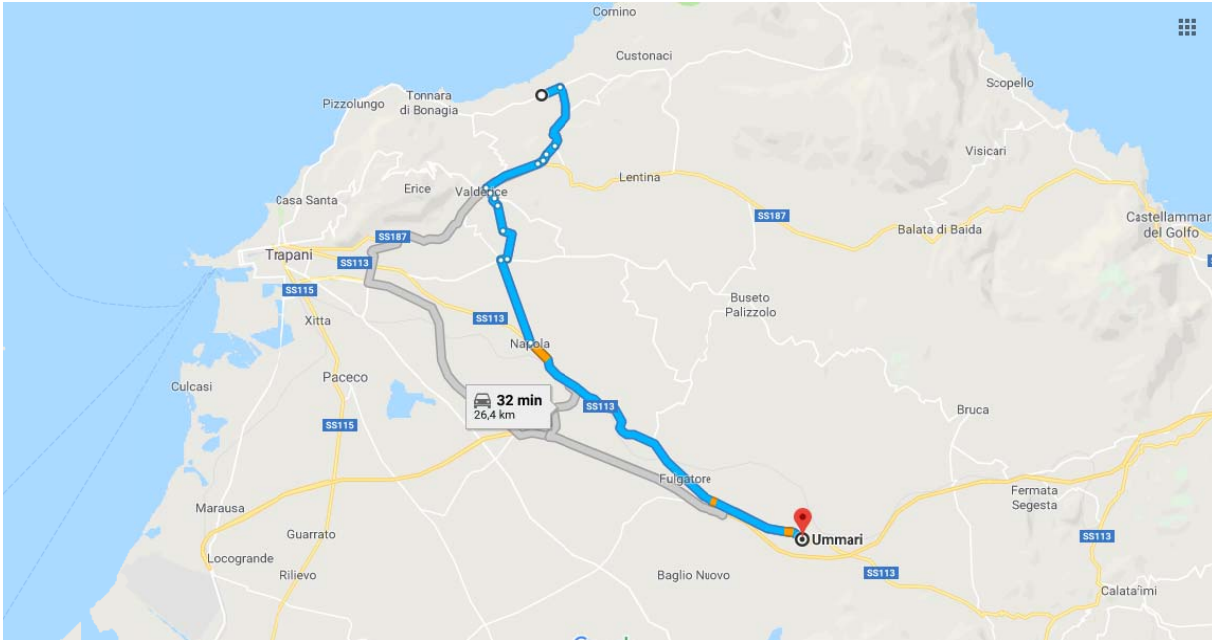 Cornino
Custonaci
Scopello
Tonnara
di Bonagia
Pizzolungo
Visicari
Lentina
Erice
Valderice
Casa Santa
SS187
Castellammar
del Golfo
Balata di Baida
SS187
Trapani
SS113
SS115
Buseto
Palizzolo
Xitta
SS113
Napola
Paceco
Culcasi
32 min
26,4 km
SS113
Bruca
SS115
Fulgatore
Fermata
Segesta
Marausa
Guarrato
Ummari
SS113
Locogrande
Rilievo
Baglio Nuovo
SS113
Calatafimi